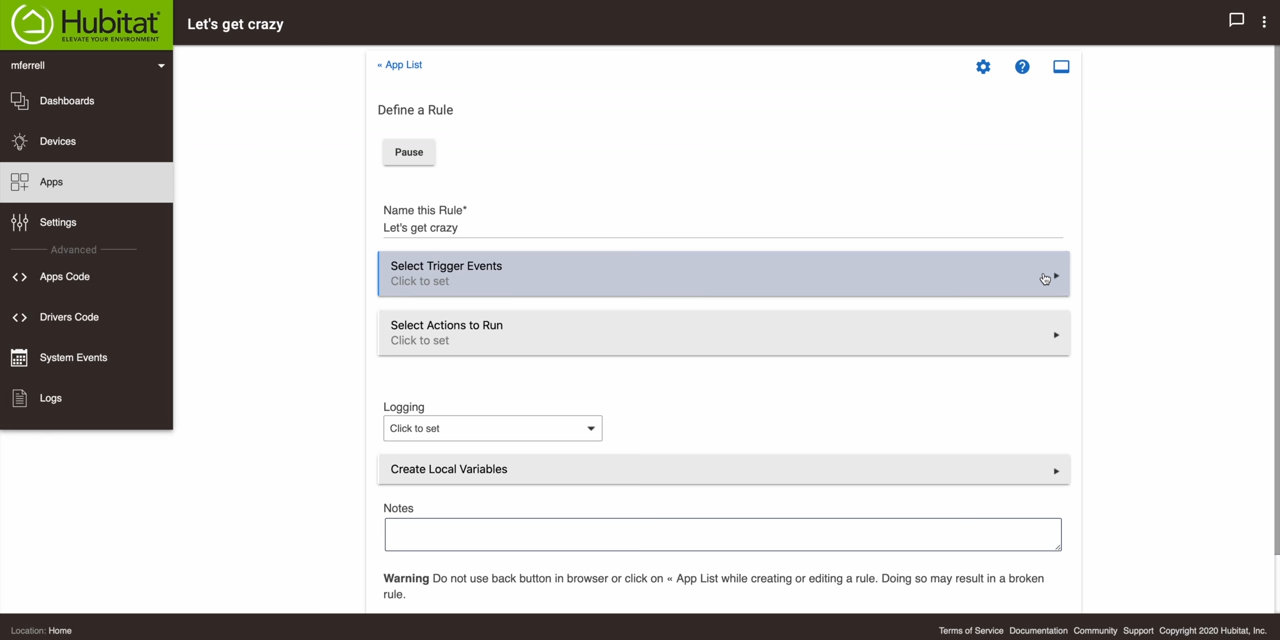 Hubitat
ELEVATE YOUR ENVIRONMENT
Let's get crazy
mferrell
Dashboards
Devices
Apps
Settings
Advanced
Apps Code
Drivers Code
System Events
Logs
« App List
Define a Rule
Pause
Name this Rule*
Let's get crazy
Select Trigger Events
Click to set
Select Actions to Run
Click to set
Logging
Click to set
Create Local Variables
Notes
Warning Do not use back button in browser or click on « App List while creating or editing a rule. Doing so may result in a broken
rule.
Location: Home
Terms of Service Documentation Community Support Copyright 2020 Hubitat, Inc.